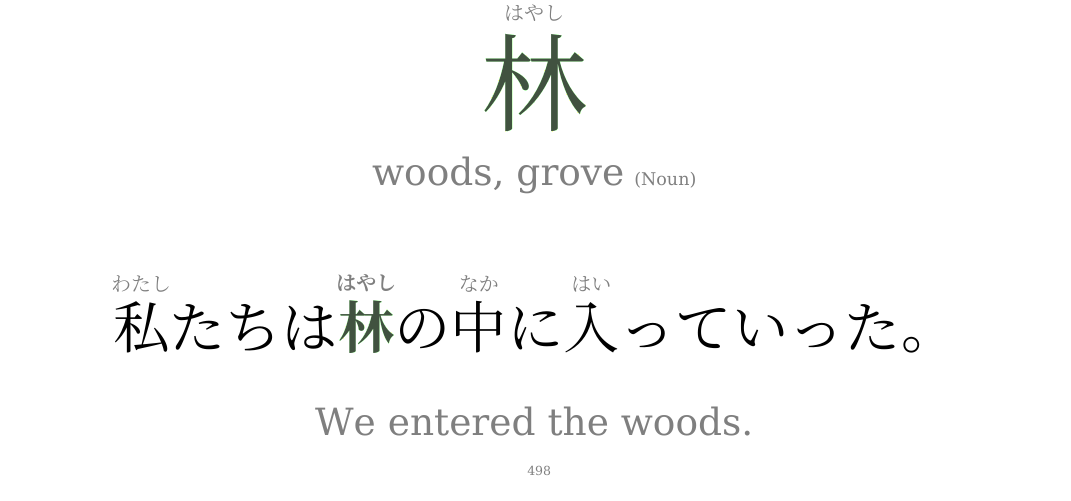 はやし
林
woods, grove (Noun)
わたし はやし なか はい
私たちは林の中に入っていった。
We entered the woods.
498